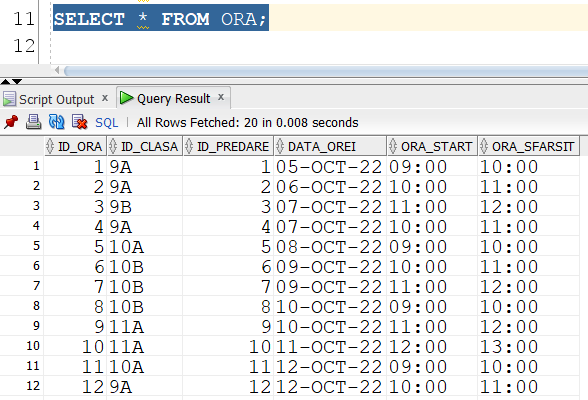 11 SELECT * FROM ORA;
12
Script Output x Query Result x
SQL | All Rows Fetched: 20 in 0.008 seconds
ID_ORA ID_CLASA ID_PREDARE DATA_OREI ORA_START ORA_SFARSIT
1 1 9A 1 05-OCT-22 09:00 10:00
2 2 9A 2 06-OCT-22 10:00 11:00
3 3 9B 3 07-OCT-22 11:00 12:00
4 4 9A 4 07-OCT-22 10:00 11:00
5 5 10A 5 08-OCT-22 09:00 10:00
6 6 10B 6 09-OCT-22 10:00 11:00
7 7 10B 7 09-OCT-22 11:00 12:00
8 8 10B 8 10-OCT-22 09:00 10:00
9 9 11A 9 10-OCT-22 11:00 12:00
10 10 11A 10 11-OCT-22 12:00 13:00
11 11 10A 11 12-OCT-22 09:00 10:00
12 12 9A 12 12-OCT-22 10:00 11:00